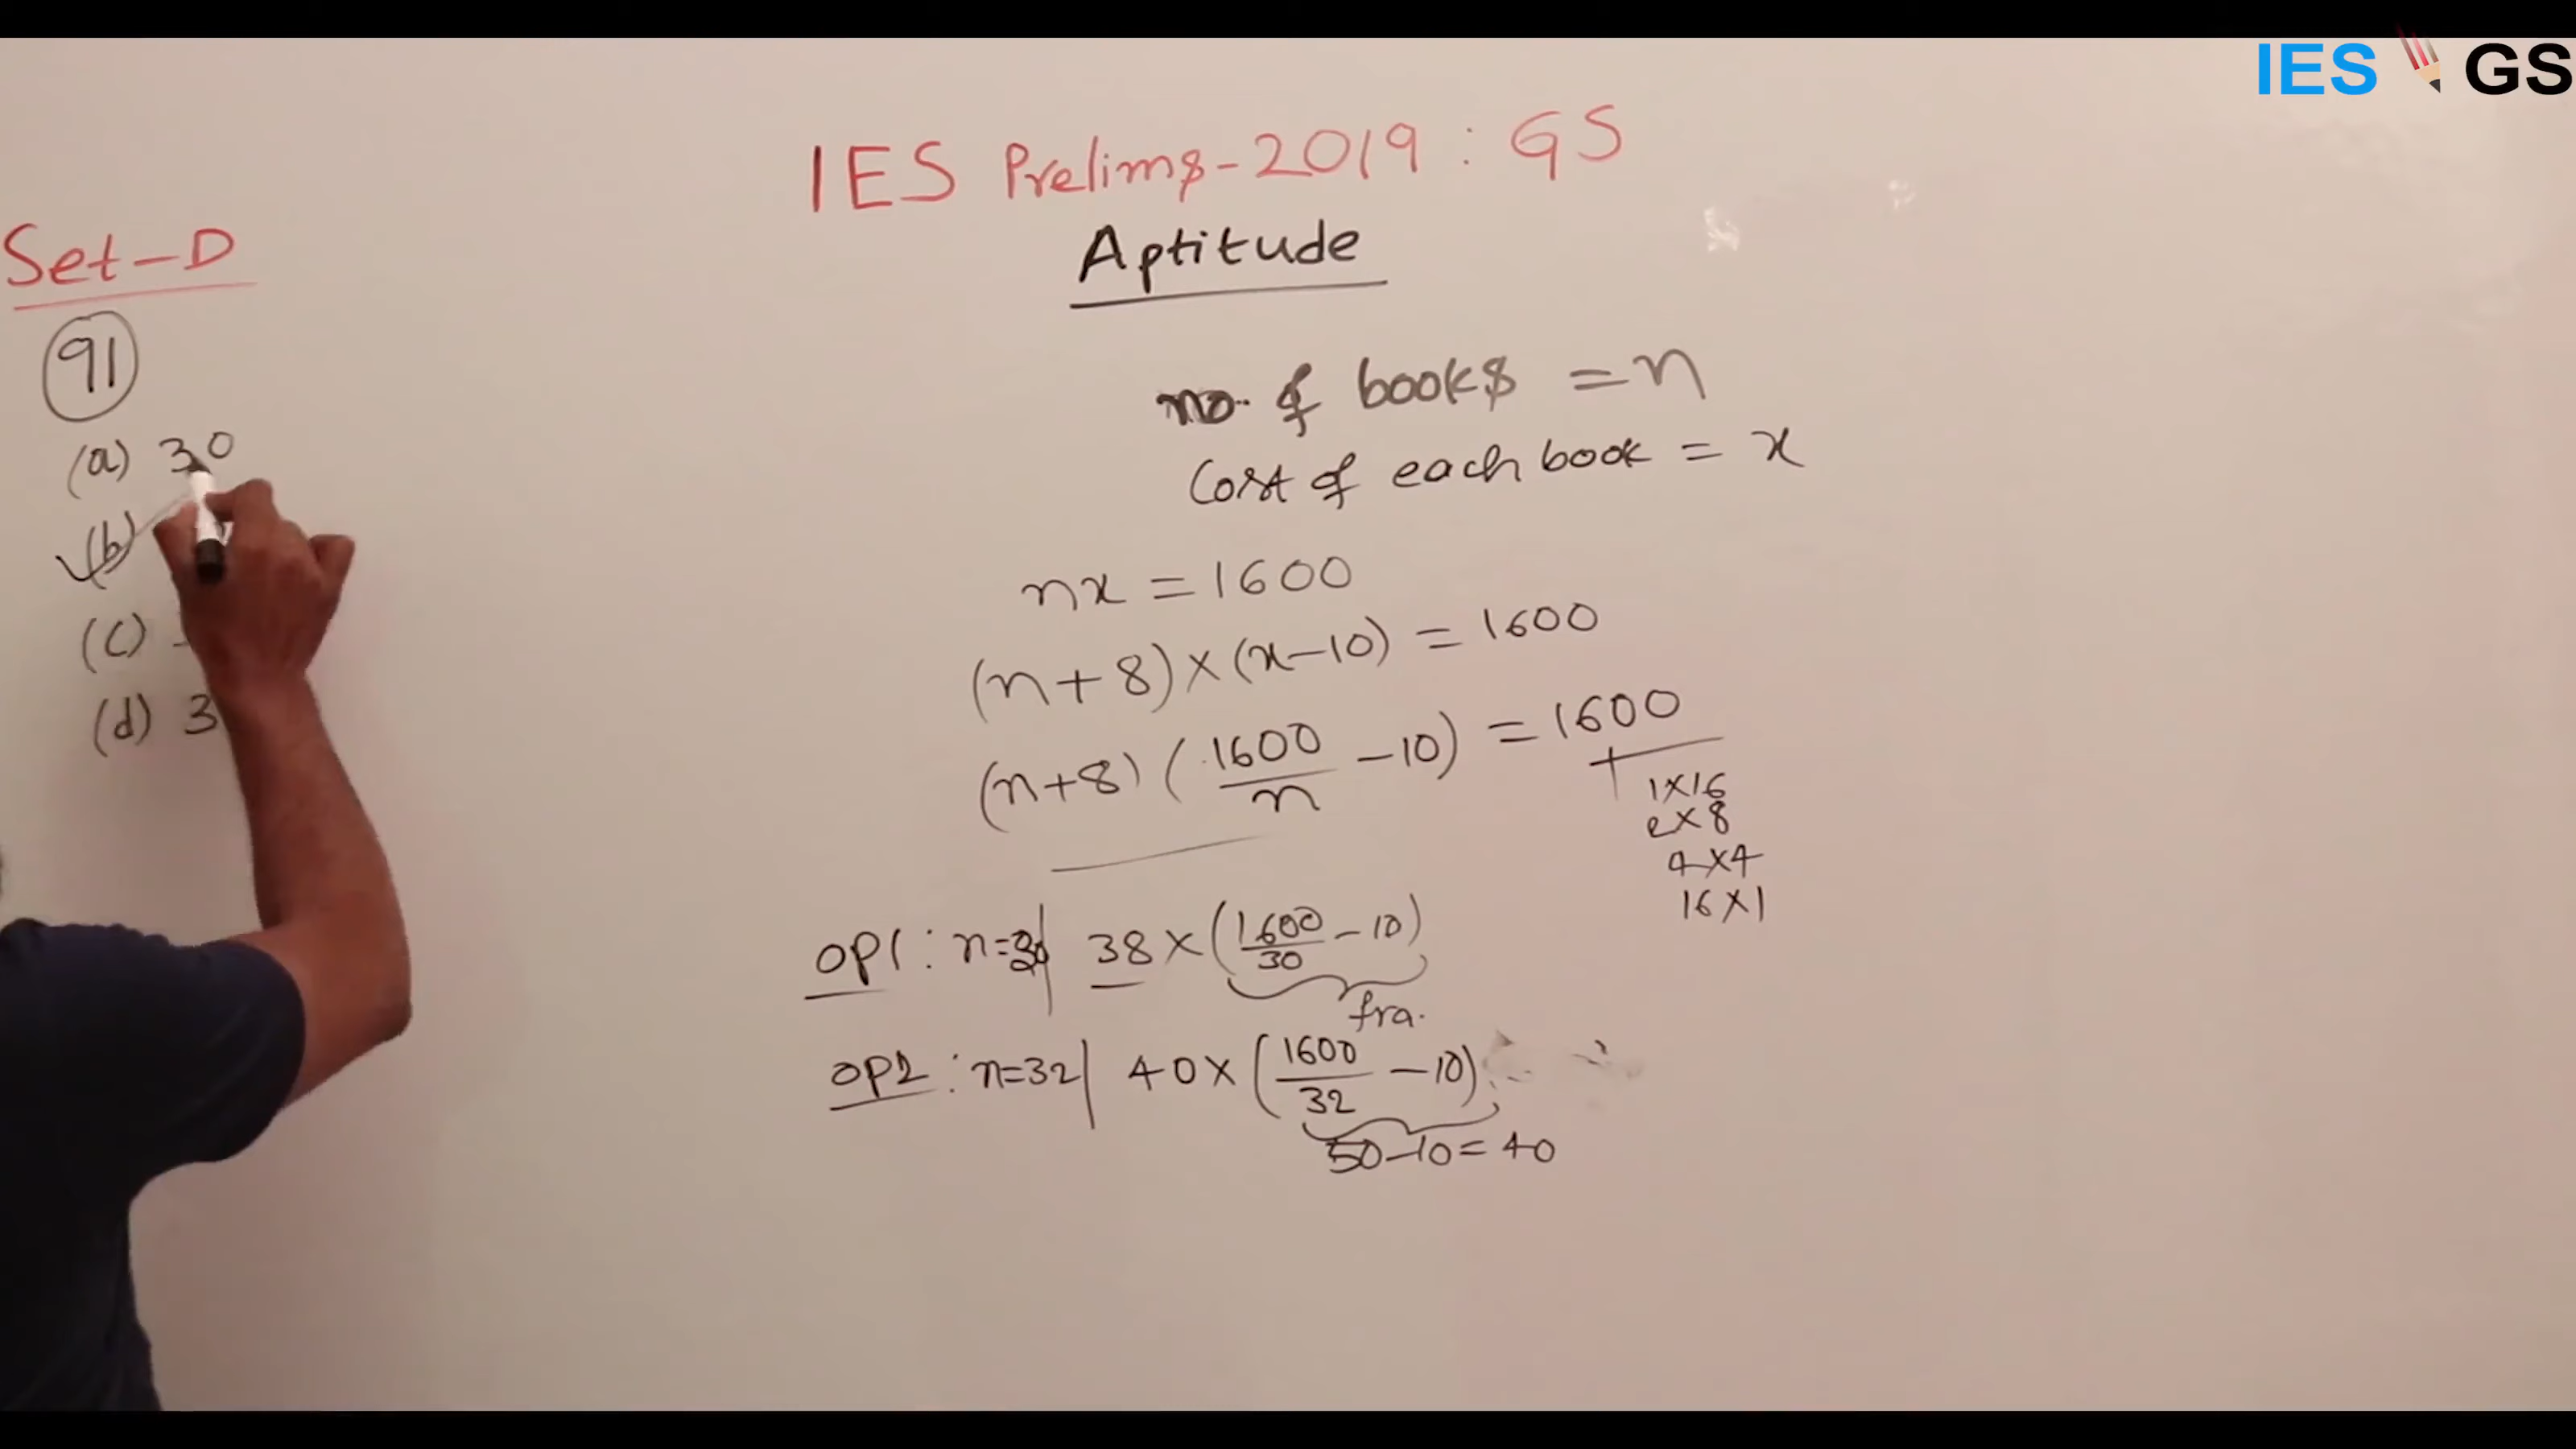 IES GS
IES Prelims-2019 : GS
Aptitude
Set-D
91
(a) 30
(b)
(c)
(d) 3
no. of books = n
Cost of each book = x
nx = 1600
(n+8)×(x-10) = 1600
(n+8) (1600/n - 10) = 1600
1×16
2×8
4×4
16×1
OP1 : n=30 | 38 × (1600/30 - 10)
fra.
OP2 : n=32 | 40 × (1600/32 - 10)
50-10=40